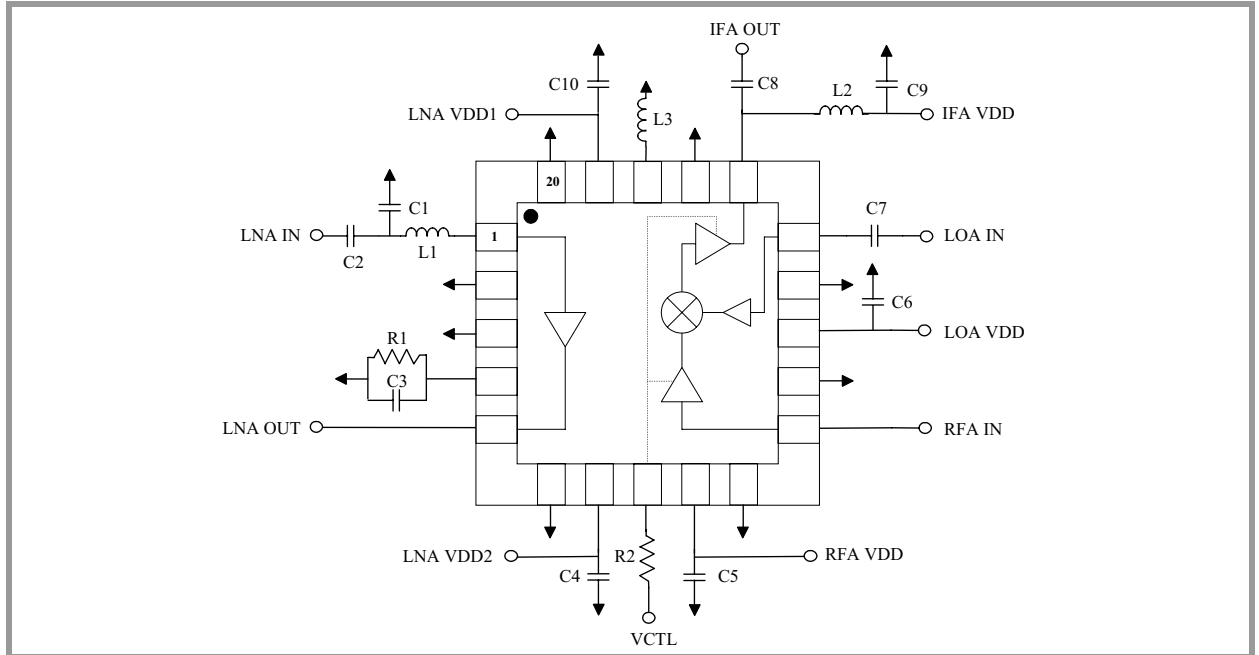 IFA OUT
C10
C8
L2
C9
LNA VDD1
L3
IFA VDD
20
C1
C7
LNA IN
1
LOA IN
C2
L1
C6
LOA VDD
R1
C3
LNA OUT
RFA IN
LNA VDD2
R2
RFA VDD
C4
C5
VCTL